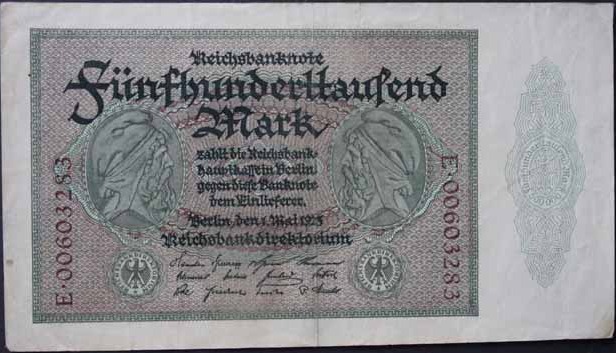 Reichsbanknote
Fünfhunderttausend
Mark
zahlt die Reichsbank-
hauptkasse in Berlin
gegen diese Banknote
dem Einlieferer.
Berlin, den 1. Mai 1923
Reichsbankdirektorium
E·00603283
E·00603283